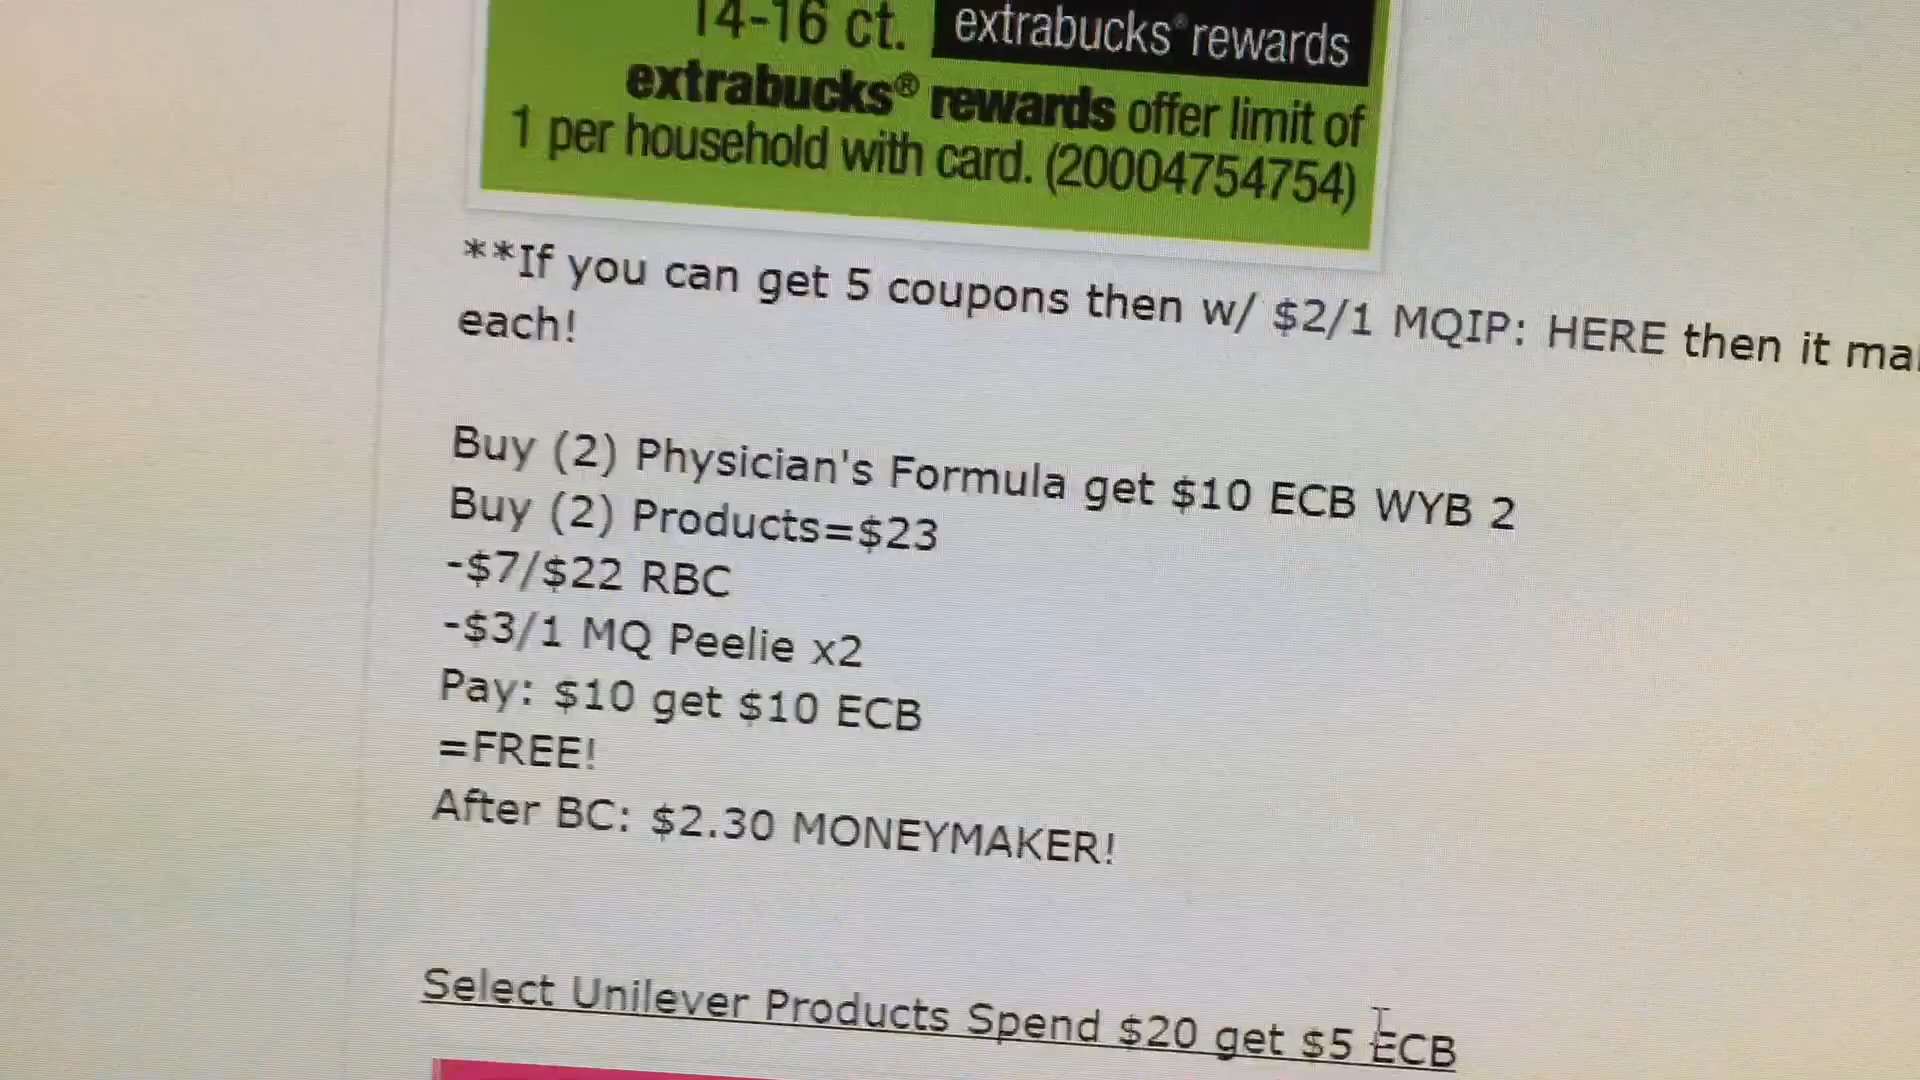 14-16 ct.
extrabucks® rewards
extrabucks® rewards offer limit of
1 per household with card. (20004754754)
**If you can get 5 coupons then w/ $2/1 MQIP: HERE then it
each!
Buy (2) Physician's Formula get $10 ECB WYB 2
Buy (2) Products=$23
-$7/$22 RBC
-$3/1 MQ Peelie x2
Pay: $10 get $10 ECB
=FREE!
After BC: $2.30 MONEYMAKER!
Select Unilever Products Spend $20 get $5 ECB